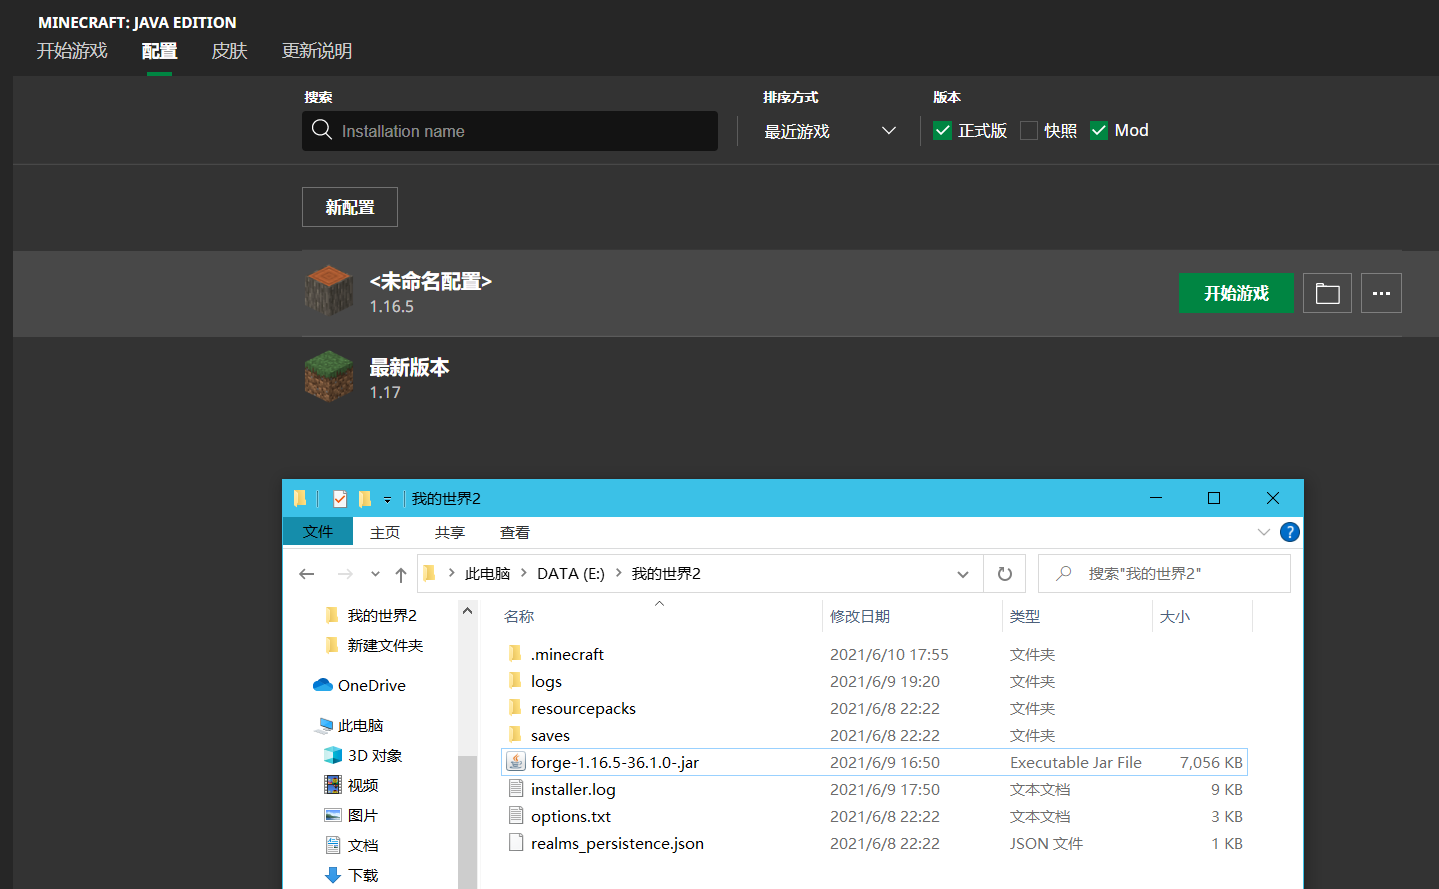 MINECRAFT: JAVA EDITION
开始游戏 配置 皮肤 更新说明
搜索 排序方式 版本
Installation name 最近游戏 正式版 快照 Mod
新配置
<未命名配置>
1.16.5
开始游戏
最新版本
1.17
我的世界2
文件 主页 共享 查看
此电脑 DATA (E:) 我的世界2 搜索"我的世界2"
我的世界2
新建文件夹
OneDrive
此电脑
3D 对象
视频
图片
文档
下载
名称 修改日期 类型 大小
.minecraft 2021/6/10 17:55 文件夹
logs 2021/6/9 19:20 文件夹
resourcepacks 2021/6/8 22:22 文件夹
saves 2021/6/8 22:22 文件夹
forge-1.16.5-36.1.0-.jar 2021/6/9 16:50 Executable Jar File 7,056 KB
installer.log 2021/6/9 17:50 文本文档 9 KB
options.txt 2021/6/8 22:22 文本文档 3 KB
realms_persistence.json 2021/6/8 22:22 JSON 文件 1 KB